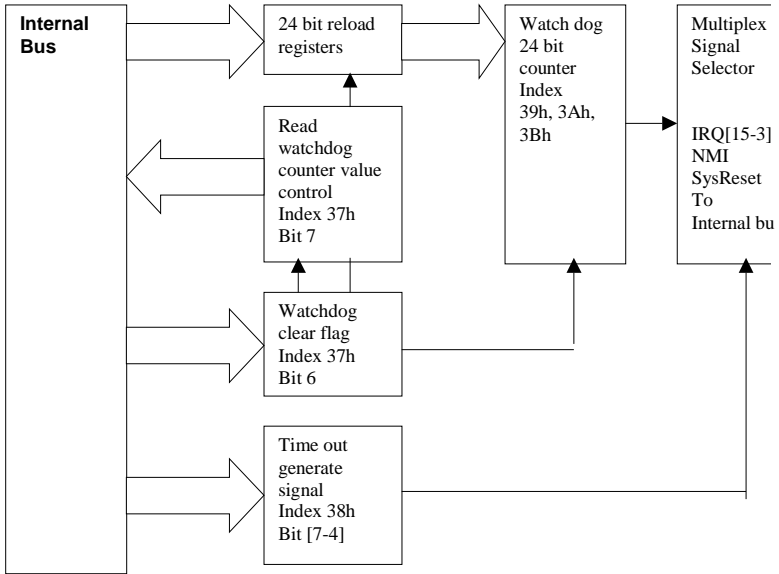 Internal
Bus
24 bit reload
registers
Watch dog
24 bit
counter
Index
39h, 3Ah,
3Bh
Multiplex
Signal
Selector
IRQ[15-3]
NMI
SysReset
To
Internal bu
Read
watchdog
counter value
control
Index 37h
Bit 7
Watchdog
clear flag
Index 37h
Bit 6
Time out
generate
signal
Index 38h
Bit [7-4]